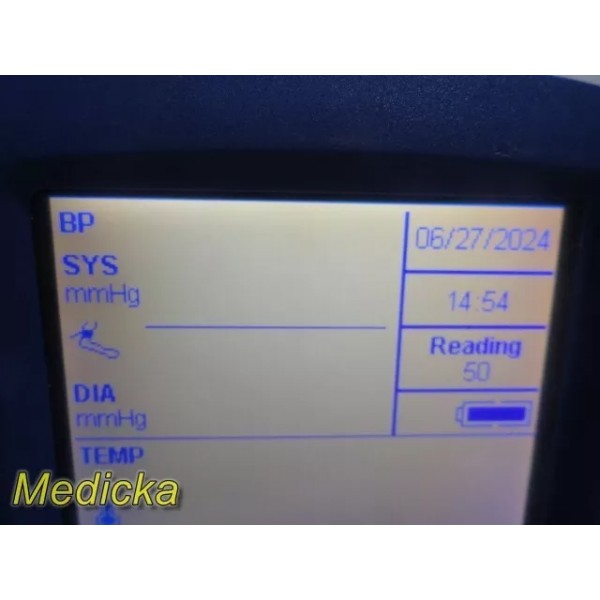 BP
SYS
mmHg
DIA
mmHg
TEMP
06/27/2024
14:54
Reading
50
Medicka